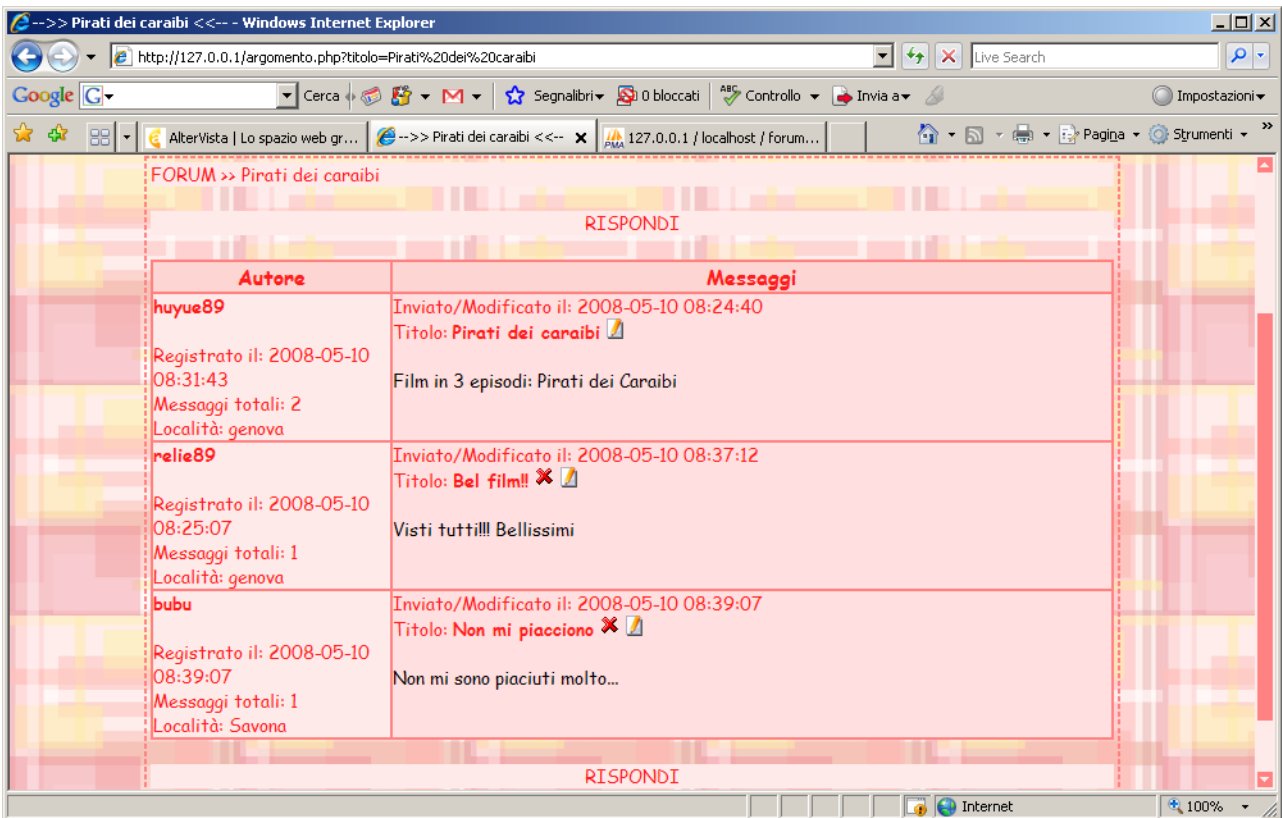 -->> Pirati dei caraibi <<-- - Windows Internet Explorer
http://127.0.0.1/argomento.php?titolo=Pirati%20dei%20caraibi
Live Search
Google G Cerca Segnalibri 0 bloccati ABC Controllo Invia a Impostazioni
AlterVista | Lo spazio web gr... -->> Pirati dei caraibi <<-- PMA 127.0.0.1 / localhost / forum... Pagina Strumenti »
FORUM >> Pirati dei caraibi
RISPONDI
Autore Messaggi
huyue89
Registrato il: 2008-05-10
08:31:43
Messaggi totali: 2
Località: genova
Inviato/Modificato il: 2008-05-10 08:24:40
Titolo: Pirati dei caraibi
Film in 3 episodi: Pirati dei Caraibi
relie89
Registrato il: 2008-05-10
08:25:07
Messaggi totali: 1
Località: genova
Inviato/Modificato il: 2008-05-10 08:37:12
Titolo: Bel film!!
Visti tutti!!! Bellissimi
bubu
Registrato il: 2008-05-10
08:39:07
Messaggi totali: 1
Località: Savona
Inviato/Modificato il: 2008-05-10 08:39:07
Titolo: Non mi piacciono
Non mi sono piaciuti molto...
RISPONDI
Internet 100%